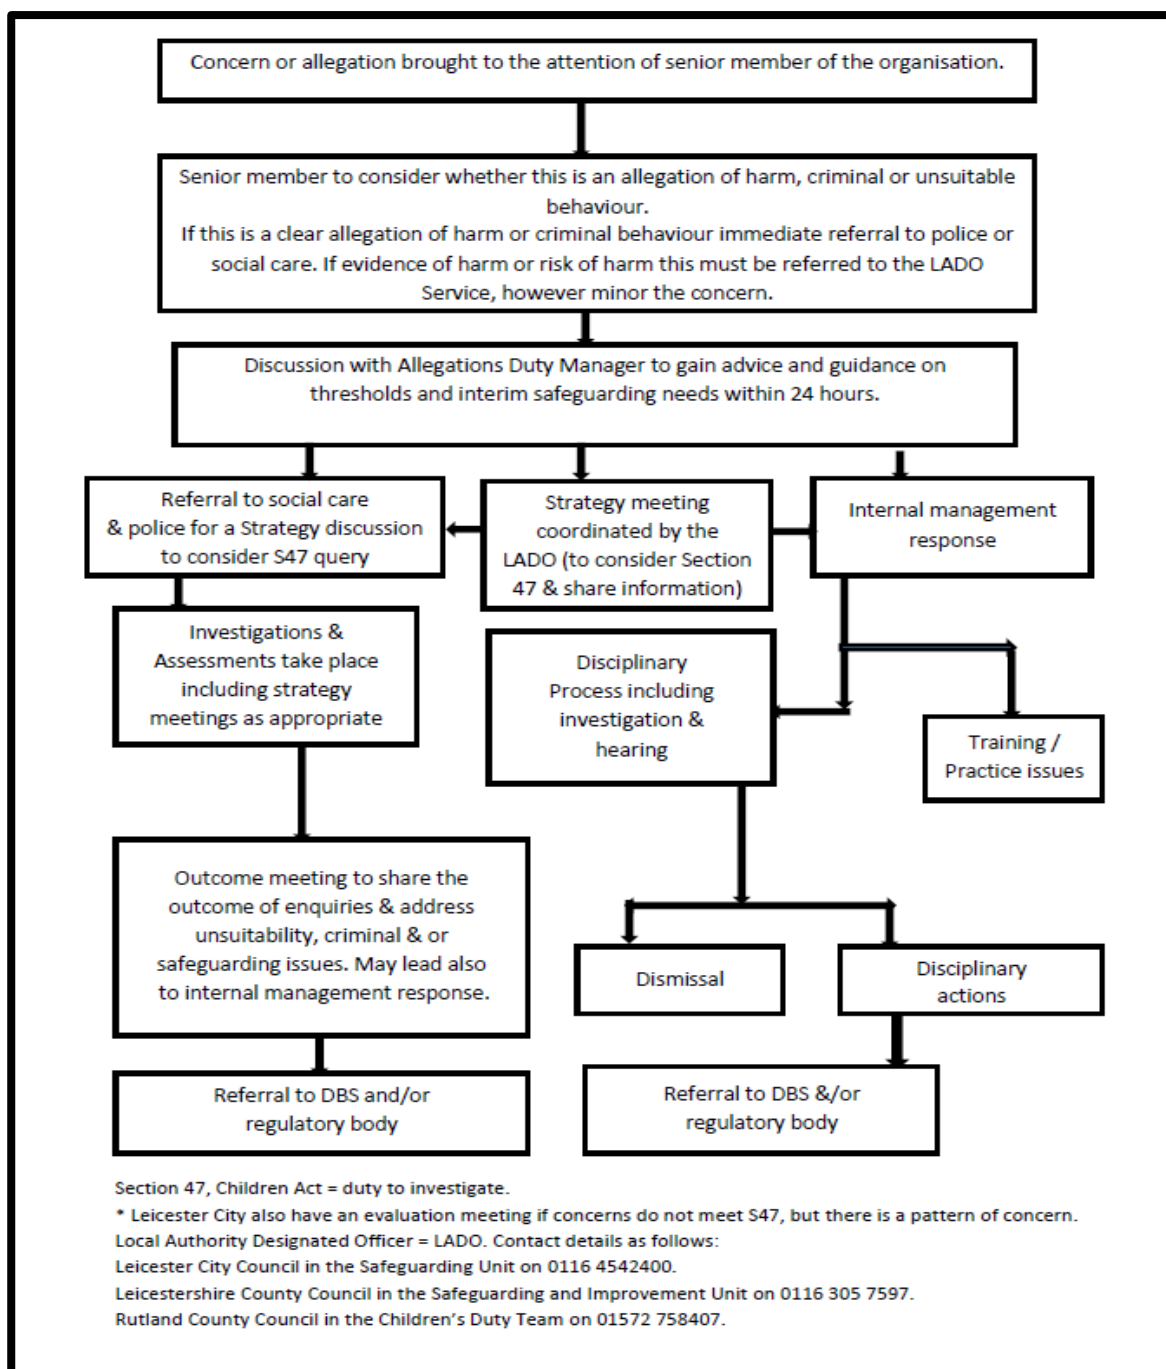 Concern or allegation brought to the attention of senior member of the organisation.
Senior member to consider whether this is an allegation of harm, criminal or unsuitable
behaviour.
If this is a clear allegation of harm or criminal behaviour immediate referral to police or
social care. If evidence of harm or risk of harm this must be referred to the LADO
Service, however minor the concern.
Discussion with Allegations Duty Manager to gain advice and guidance on
thresholds and interim safeguarding needs within 24 hours.
Referral to social care
& police for a Strategy discussion
to consider S47 query
Strategy meeting
coordinated by the
LADO (to consider Section
47 & share information)
Internal management
response
Investigations &
Assessments take place
including strategy
meetings as appropriate
Disciplinary
Process including
investigation &
hearing
Training /
Practice issues
Outcome meeting to share the
outcome of enquiries & address
unsuitability, criminal & or
safeguarding issues. May lead also
to internal management response.
Dismissal
Disciplinary
actions
Referral to DBS and/or
regulatory body
Referral to DBS &/or
regulatory body
Section 47, Children Act = duty to investigate.
* Leicester City also have an evaluation meeting if concerns do not meet S47, but there is a pattern of concern.
Local Authority Designated Officer = LADO. Contact details as follows:
Leicester City Council in the Safeguarding Unit on 0116 4542400.
Leicestershire County Council in the Safeguarding and Improvement Unit on 0116 305 7597.
Rutland County Council in the Children's Duty Team on 01572 758407.